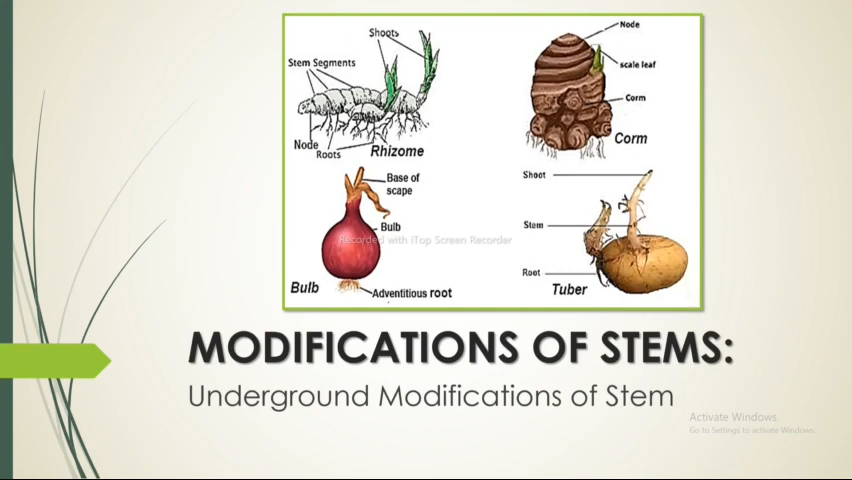 Shoots
Stem Segments
Node
Roots
Rhizome
Node
scale leaf
Corm
Corm
Base of
scape
Bulb
Bulb
Adventitious root
Shoot
Stem
Root
Tuber
Recorded with iTop Screen Recorder
MODIFICATIONS OF STEMS:
Underground Modifications of Stem
Activate Windows
Go to Settings to activate Windows.